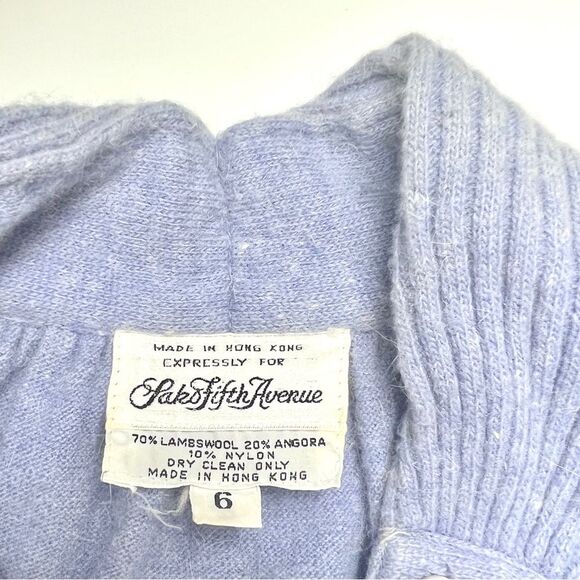 MADE IN HONG KONG
EXPRESSLY FOR
Saks Fifth Avenue
70% LAMBSWOOL 20% ANGORA
10% NYLON
DRY CLEAN ONLY
MADE IN HONG KONG
6